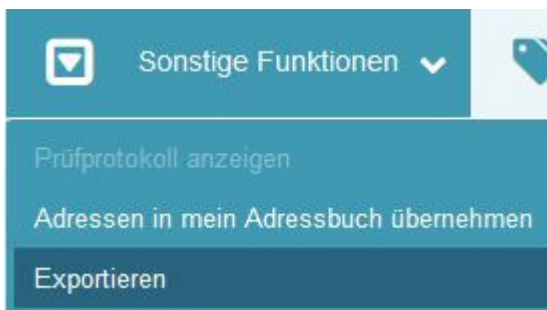 Sonstige Funktionen
Prüfprotokoll anzeigen
Adressen in mein Adressbuch übernehmen
Exportieren